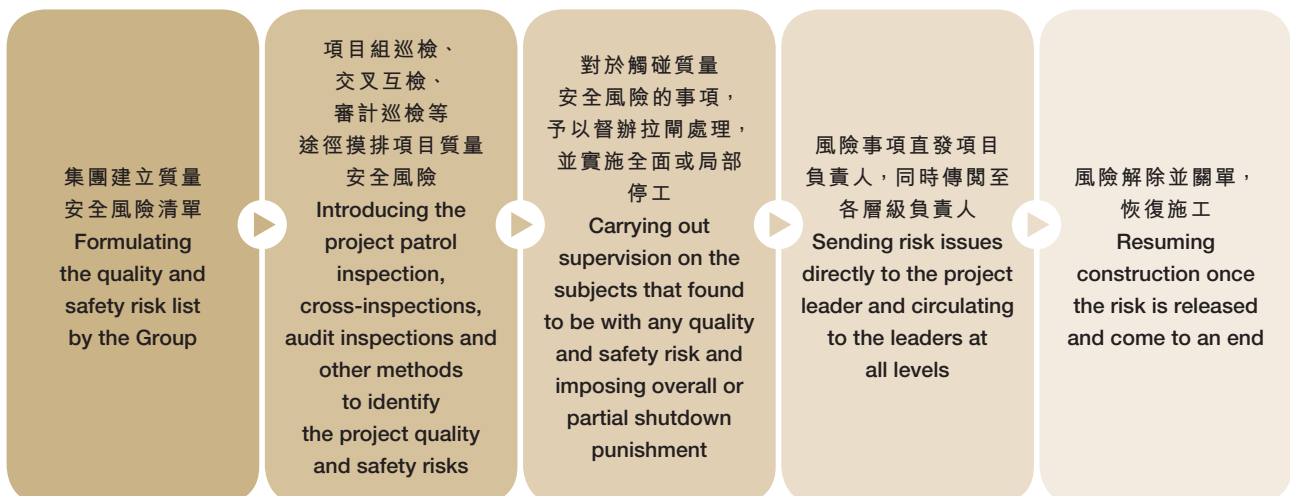 集團建立質量
安全風險清單
Formulating
the quality and
safety risk list
by the Group
項目組巡檢、
交叉互檢、
審計巡檢等
途徑摸排項目質量
安全風險
Introducing the
project patrol
inspection,
cross-inspections,
audit inspections and
other methods
to identify
the project quality
and safety risks
對於觸碰質量
安全風險的事項，
予以督辦拉閘處理，
並實施全面或局部
停工
Carrying out
supervision on the
subjects that found
to be with any quality
and safety risk and
imposing overall or
partial shutdown
punishment
風險事項直發項目
負責人，同時傳閱至
各層級負責人
Sending risk issues
directly to the project
leader and circulating
to the leaders at
all levels
風險解除並關單，
恢復施工
Resuming
construction once
the risk is released
and come to an end